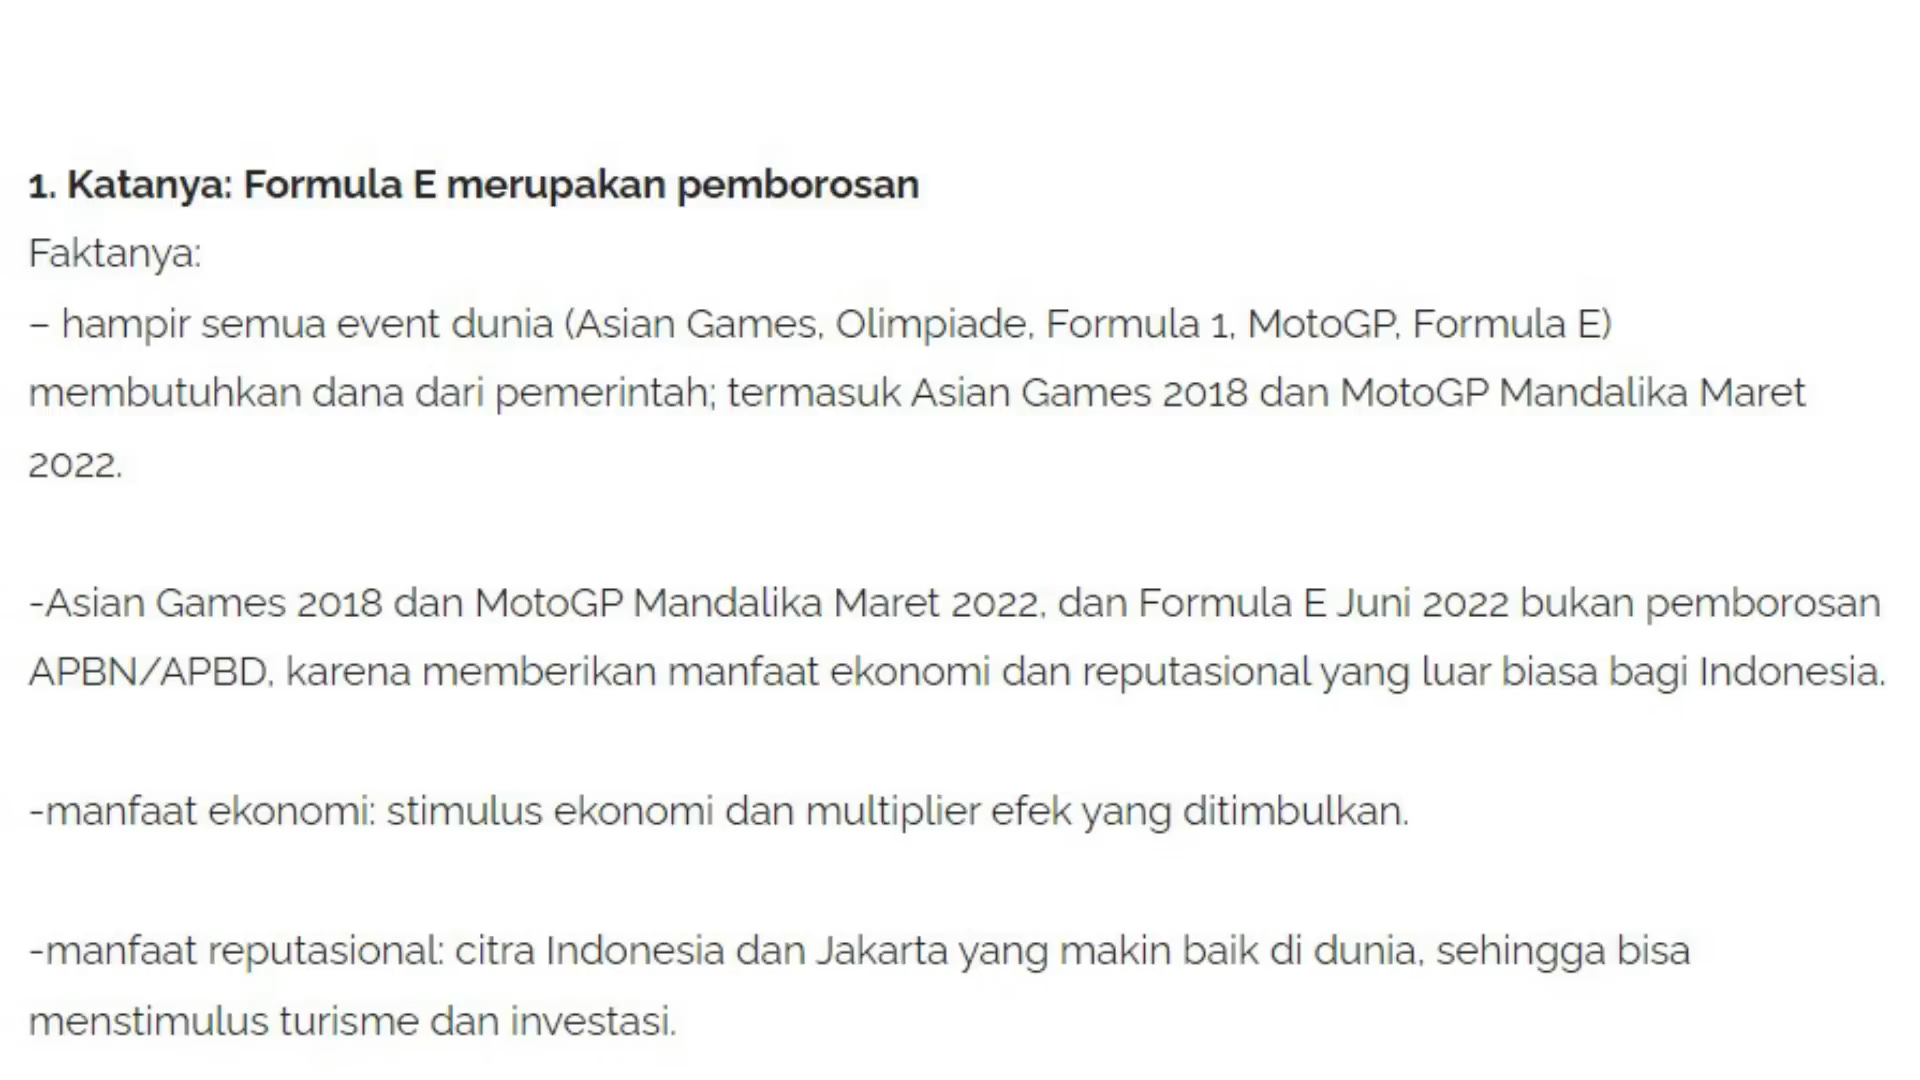 1. Katanya: Formula E merupakan pemborosan
Faktanya:
– hampir semua event dunia (Asian Games, Olimpiade, Formula 1, MotoGP, Formula E)
membutuhkan dana dari pemerintah; termasuk Asian Games 2018 dan MotoGP Mandalika Maret
2022.
-Asian Games 2018 dan MotoGP Mandalika Maret 2022, dan Formula E Juni 2022 bukan pemborosan
APBN/APBD, karena memberikan manfaat ekonomi dan reputasional yang luar biasa bagi Indonesia.
-manfaat ekonomi: stimulus ekonomi dan multiplier efek yang ditimbulkan.
-manfaat reputasional: citra Indonesia dan Jakarta yang makin baik di dunia, sehingga bisa
menstimulus turisme dan investasi.